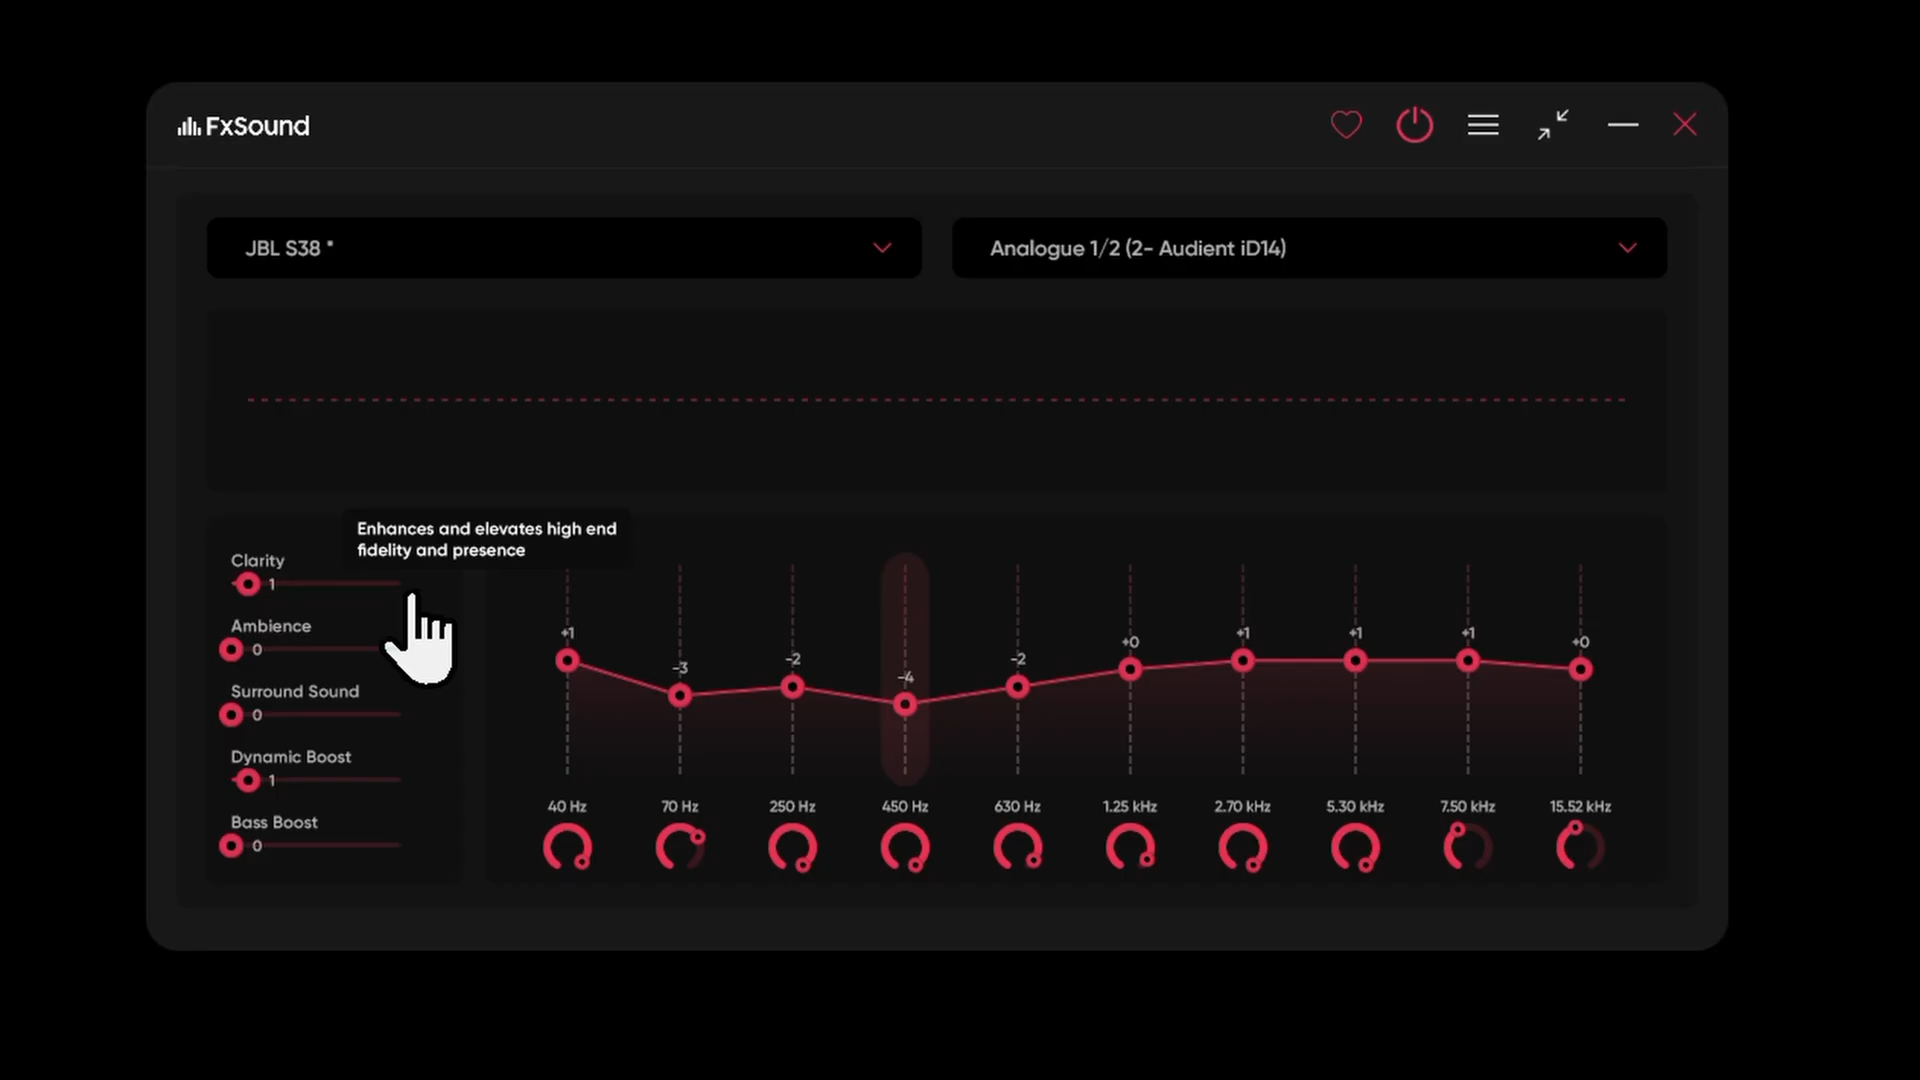 FxSound
JBL S38 *
Analogue 1/2 (2- Audient iD14)
Enhances and elevates high end
fidelity and presence
Clarity
1
Ambience
0
Surround Sound
0
Dynamic Boost
1
Bass Boost
0
+1 -3 -2 -4 -2 +0 +1 +1 +1 +0
40 Hz 70 Hz 250 Hz 450 Hz 630 Hz 1.25 kHz 2.70 kHz 5.30 kHz 7.50 kHz 15.52 kHz